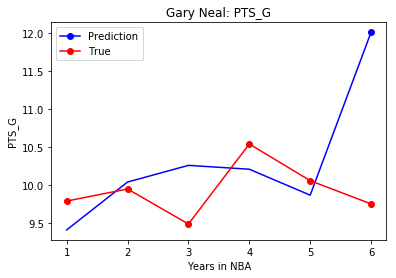 Gary Neal: PTS_G
Prediction
True
12.0
11.5
11.0
10.5
10.0
9.5
PTS_G
1 2 3 4 5 6
Years in NBA